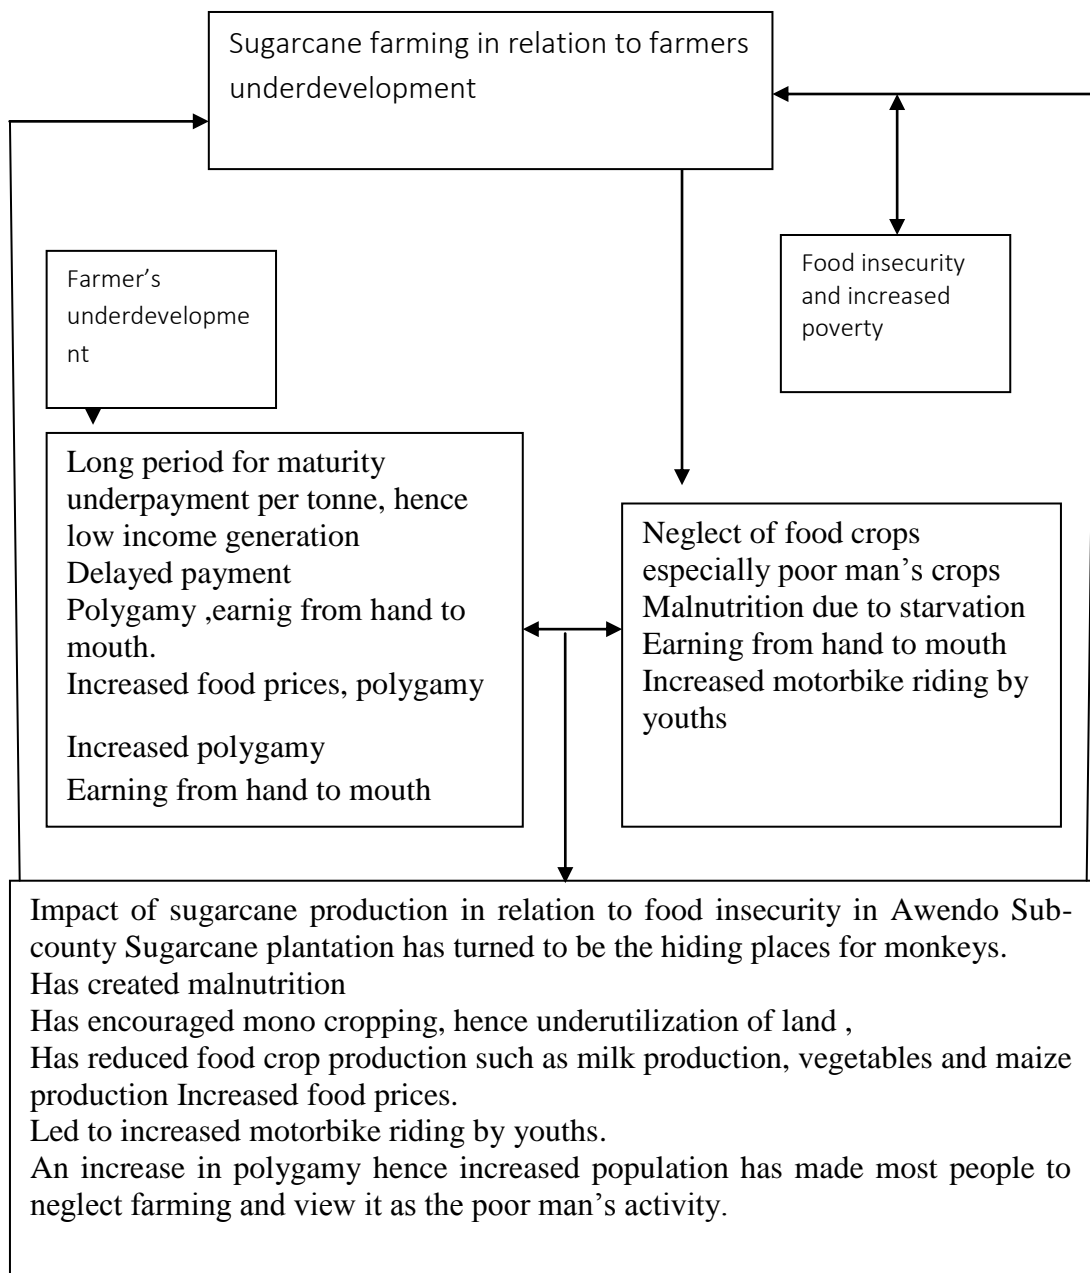 Sugarcane farming in relation to farmers
underdevelopment
Farmer’s
underdevelopme
nt
Food insecurity
and increased
poverty
Long period for maturity
underpayment per tonne, hence
low income generation
Delayed payment
Polygamy ,earnig from hand to
mouth.
Increased food prices, polygamy
Increased polygamy
Earning from hand to mouth
Neglect of food crops
especially poor man’s crops
Malnutrition due to starvation
Earning from hand to mouth
Increased motorbike riding by
youths
Impact of sugarcane production in relation to food insecurity in Awendo Sub-
county Sugarcane plantation has turned to be the hiding places for monkeys.
Has created malnutrition
Has encouraged mono cropping, hence underutilization of land ,
Has reduced food crop production such as milk production, vegetables and maize
production Increased food prices.
Led to increased motorbike riding by youths.
An increase in polygamy hence increased population has made most people to
neglect farming and view it as the poor man’s activity.